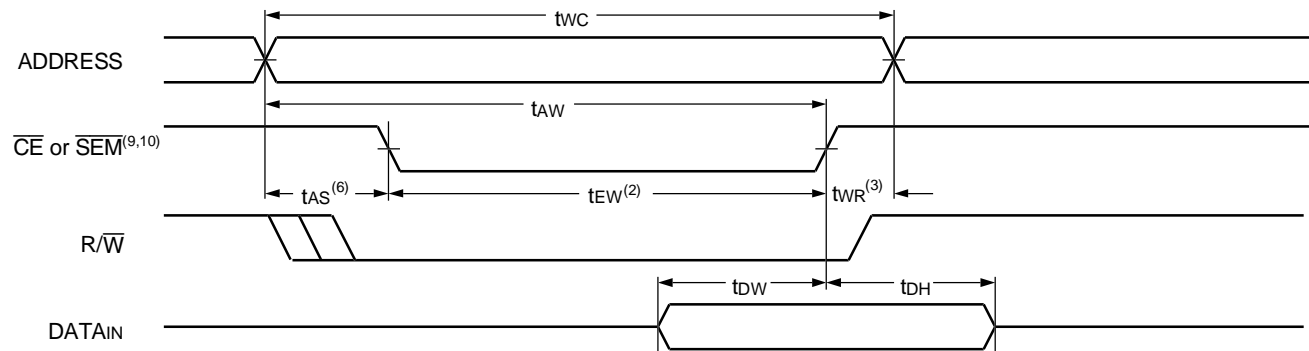 tWC
ADDRESS
tAW
CE or SEM(9,10)
tAS(6) tEW(2) tWR(3)
R/W
tDW tDH
DATAIN